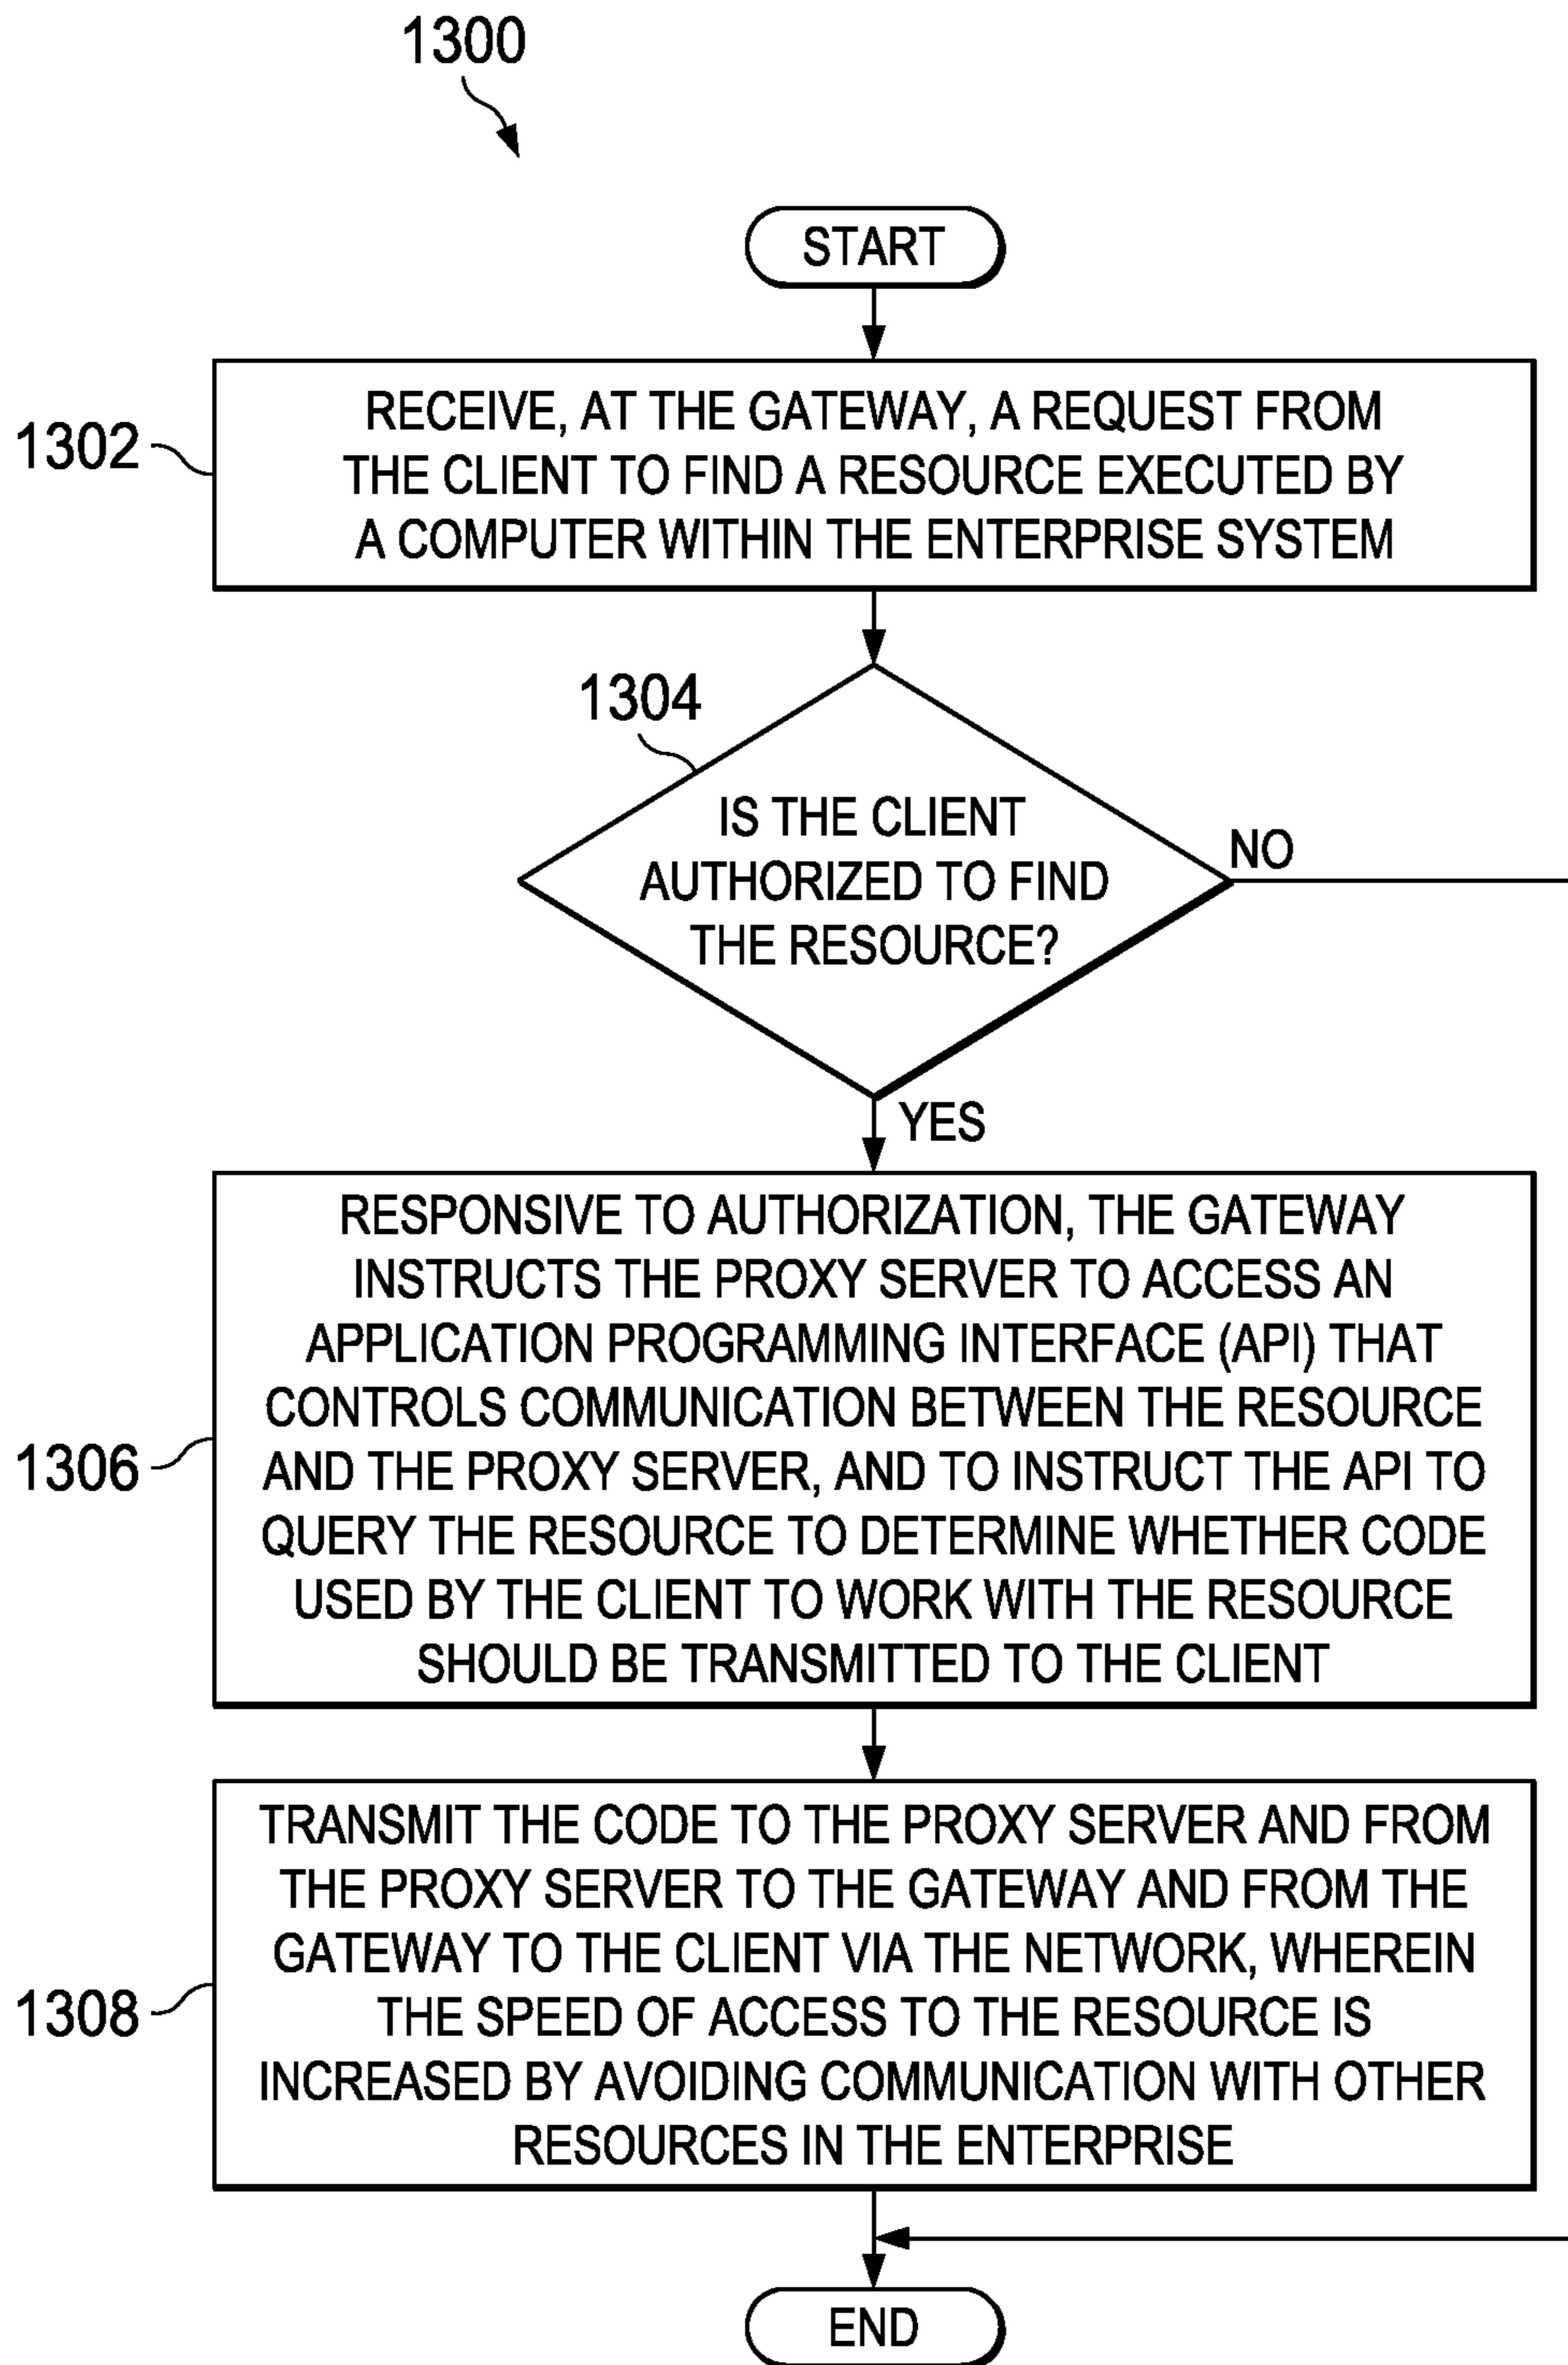 1300
START
1302
RECEIVE, AT THE GATEWAY, A REQUEST FROM
THE CLIENT TO FIND A RESOURCE EXECUTED BY
A COMPUTER WITHIN THE ENTERPRISE SYSTEM
1304
IS THE CLIENT
AUTHORIZED TO FIND
THE RESOURCE?
NO
YES
1306
RESPONSIVE TO AUTHORIZATION, THE GATEWAY
INSTRUCTS THE PROXY SERVER TO ACCESS AN
APPLICATION PROGRAMMING INTERFACE (API) THAT
CONTROLS COMMUNICATION BETWEEN THE RESOURCE
AND THE PROXY SERVER, AND TO INSTRUCT THE API TO
QUERY THE RESOURCE TO DETERMINE WHETHER CODE
USED BY THE CLIENT TO WORK WITH THE RESOURCE
SHOULD BE TRANSMITTED TO THE CLIENT
1308
TRANSMIT THE CODE TO THE PROXY SERVER AND FROM
THE PROXY SERVER TO THE GATEWAY AND FROM THE
GATEWAY TO THE CLIENT VIA THE NETWORK, WHEREIN
THE SPEED OF ACCESS TO THE RESOURCE IS
INCREASED BY AVOIDING COMMUNICATION WITH OTHER
RESOURCES IN THE ENTERPRISE
END